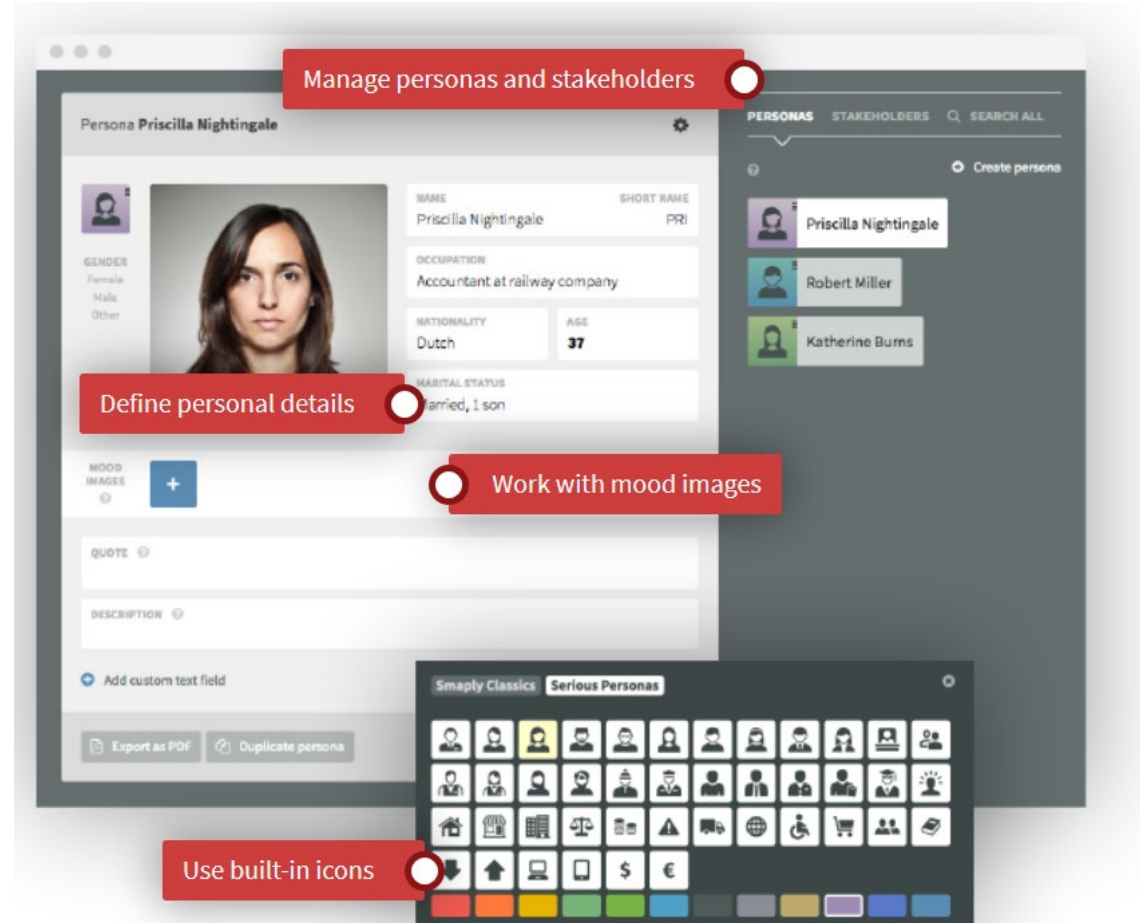 Manage personas and stakeholders
Persona Priscilla Nightingale
PERSONAS STAKEHOLDERS SEARCH ALL
Create persona
NAME SHORT NAME
Priscilla Nightingale PRI
GENDER
Female
Male
Other
OCCUPATION
Accountant at railway company
NATIONALITY AGE
Dutch 37
MARITAL STATUS
Married, 1 son
Priscilla Nightingale
Robert Miller
Katherine Burns
Define personal details
MOOD
IMAGES
+
Work with mood images
QUOTE
DESCRIPTION
Add custom text field
Export as PDF Duplicate persona
Smaply Classics Serious Personas
$ €
Use built-in icons